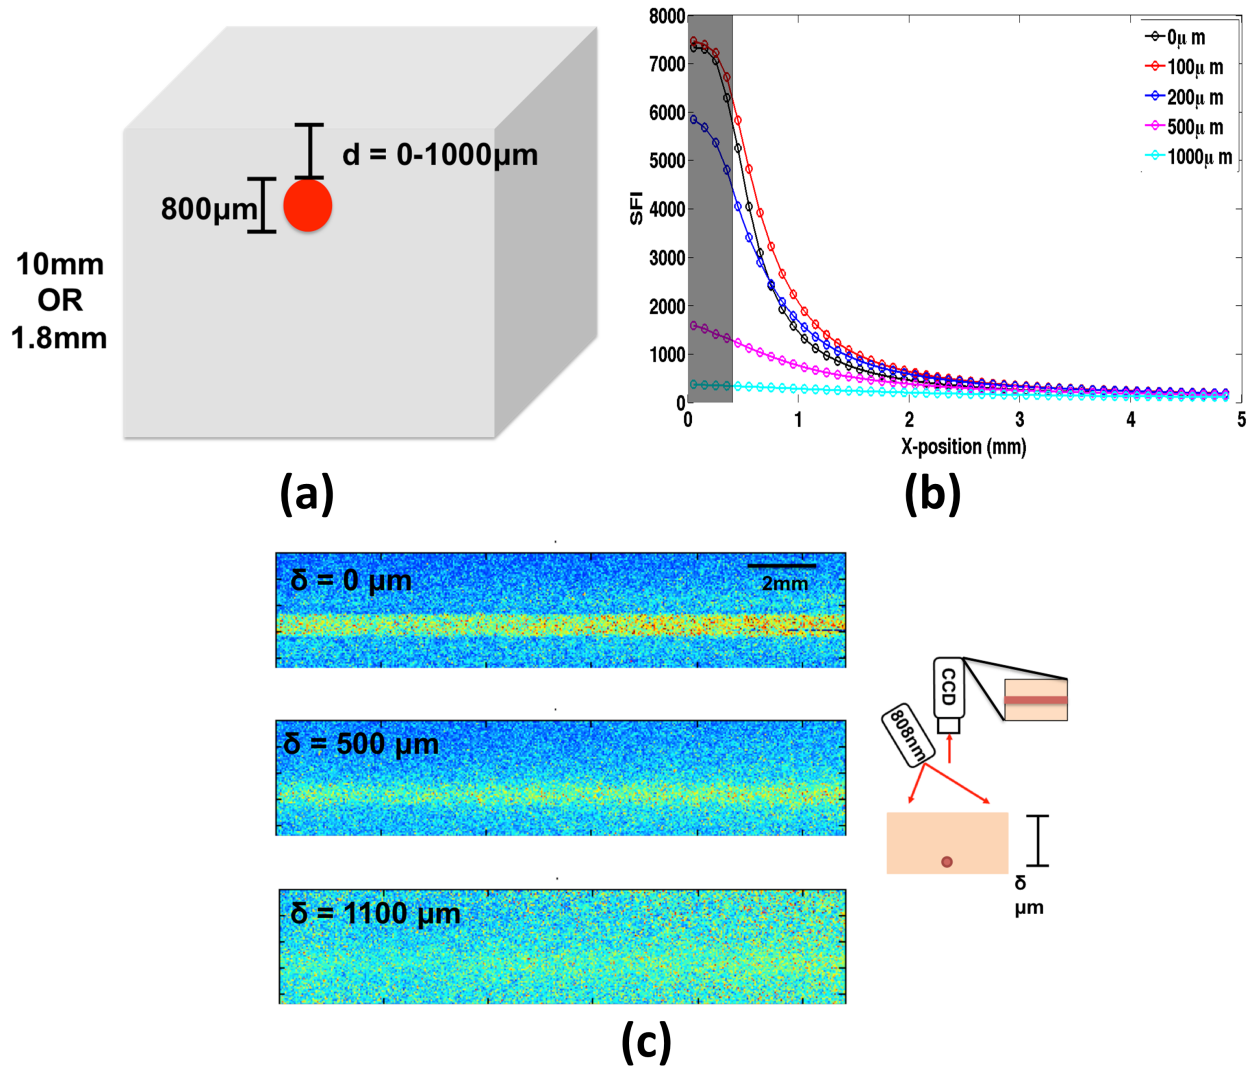 d = 0-1000µm
800µm
10mm
OR
1.8mm
(a)
8000
7000
6000
5000
4000
3000
2000
1000
0
SFI
0 1 2 3 4 5
X-position (mm)
0μ m
100μ m
200μ m
500μ m
1000μ m
(b)
δ = 0 µm
2mm
δ = 500 µm
δ = 1100 µm
CCD
808nm
δ
µm
(c)